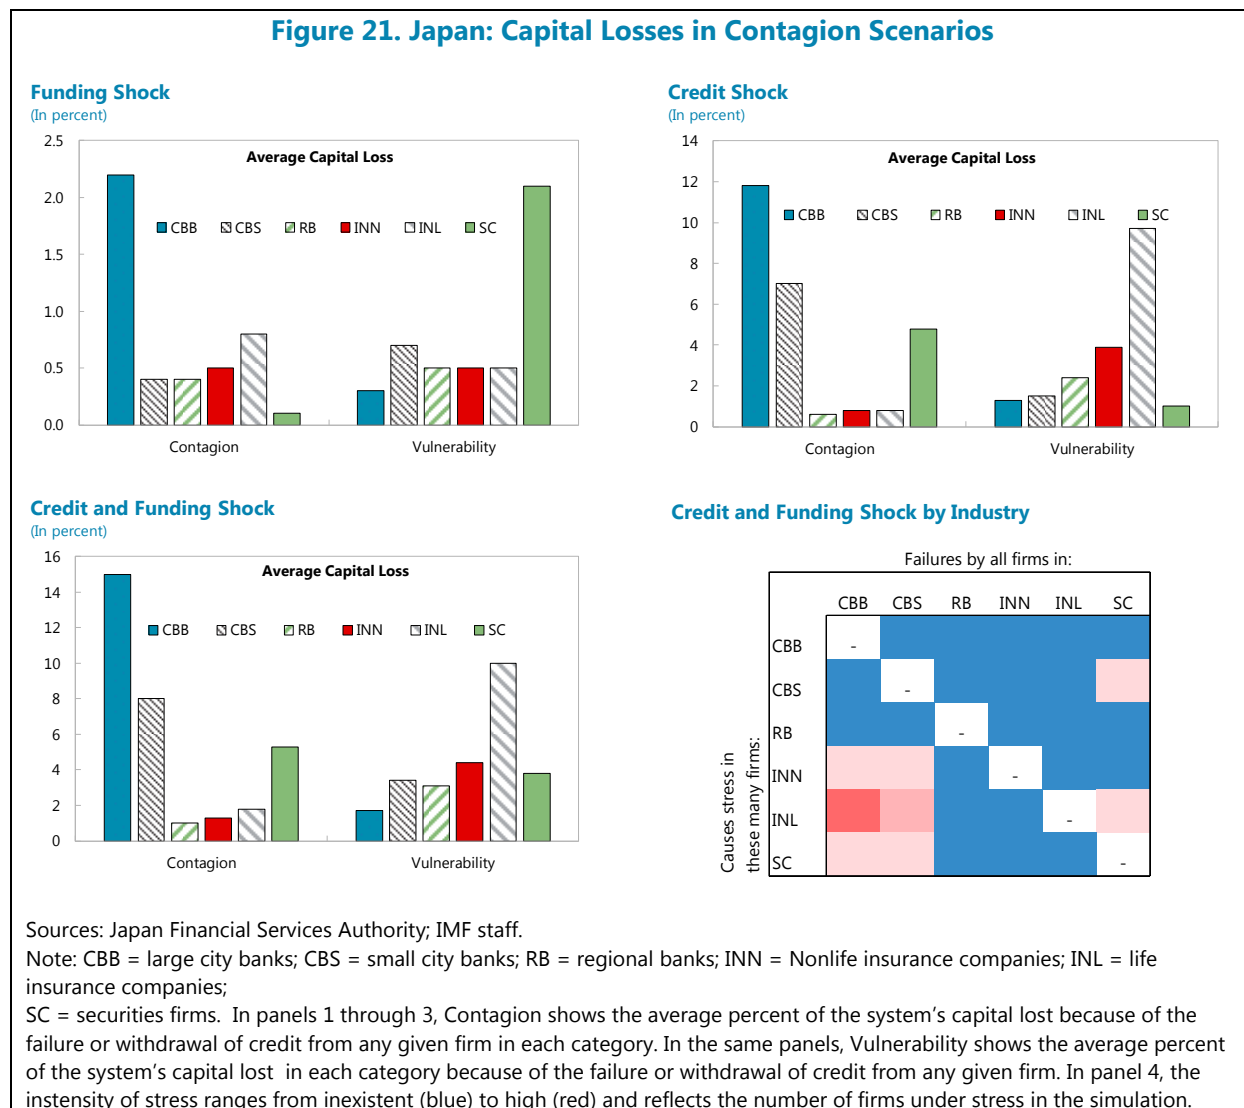 Figure 21. Japan: Capital Losses in Contagion Scenarios
Funding Shock
(In percent)
2.5
2.0
1.5
1.0
0.5
0.0
Average Capital Loss
CBB CBS RB INN INL SC
Contagion Vulnerability
Credit Shock
(In percent)
14
12
10
8
6
4
2
0
Average Capital Loss
CBB CBS RB INN INL SC
Contagion Vulnerability
Credit and Funding Shock
(In percent)
16
14
12
10
8
6
4
2
0
Average Capital Loss
CBB CBS RB INN INL SC
Contagion Vulnerability
Credit and Funding Shock by Industry
Failures by all firms in:
CBB CBS RB INN INL SC
Causes stress in
these many firms:
CBB -
CBS -
RB -
INN -
INL -
SC -
Sources: Japan Financial Services Authority; IMF staff.
Note: CBB = large city banks; CBS = small city banks; RB = regional banks; INN = Nonlife insurance companies; INL = life
insurance companies;
SC = securities firms. In panels 1 through 3, Contagion shows the average percent of the system's capital lost because of the
failure or withdrawal of credit from any given firm in each category. In the same panels, Vulnerability shows the average percent
of the system's capital lost in each category because of the failure or withdrawal of credit from any given firm. In panel 4, the
instensity of stress ranges from inexistent (blue) to high (red) and reflects the number of firms under stress in the simulation.